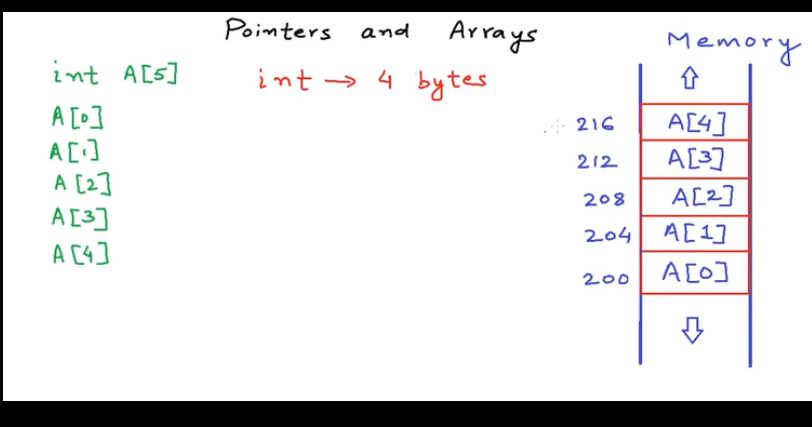 Pointers and Arrays
Memory
int A[5]
int → 4 bytes
A[0]
A[1]
A[2]
A[3]
A[4]
216 A[4]
212 A[3]
208 A[2]
204 A[1]
200 A[0]